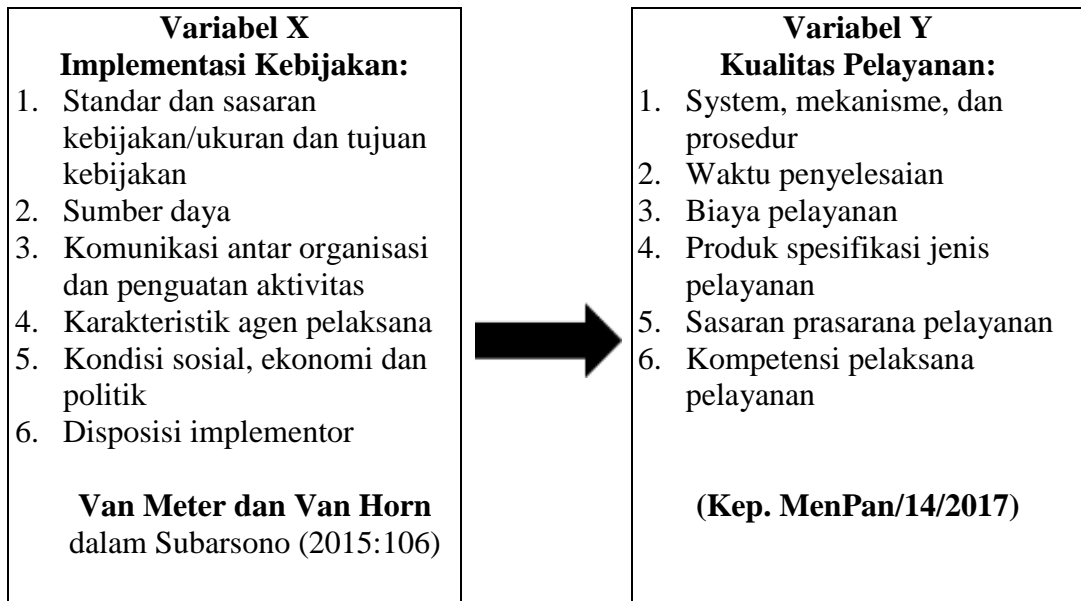 Variabel X
Implementasi Kebijakan:
1. Standar dan sasaran
kebijakan/ukuran dan tujuan
kebijakan
2. Sumber daya
3. Komunikasi antar organisasi
dan penguatan aktivitas
4. Karakteristik agen pelaksana
5. Kondisi sosial, ekonomi dan
politik
6. Disposisi implementor
Van Meter dan Van Horn
dalam Subarsono (2015:106)
Variabel Y
Kualitas Pelayanan:
1. System, mekanisme, dan
prosedur
2. Waktu penyelesaian
3. Biaya pelayanan
4. Produk spesifikasi jenis
pelayanan
5. Sasaran prasarana pelayanan
6. Kompetensi pelaksana
pelayanan
(Kep. MenPan/14/2017)